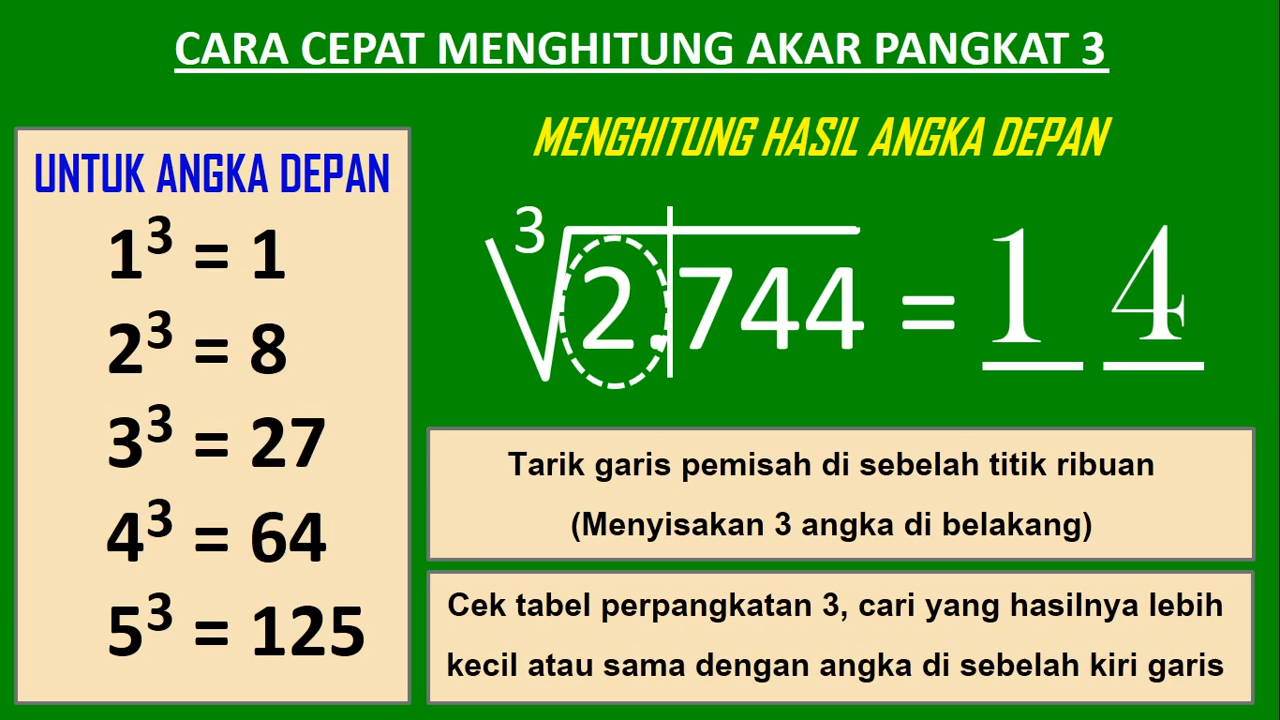 CARA CEPAT MENGHITUNG AKAR PANGKAT 3
UNTUK ANGKA DEPAN
1³ = 1
2³ = 8
3³ = 27
4³ = 64
5³ = 125
MENGHITUNG HASIL ANGKA DEPAN
³√2.744 = 1 4
Tarik garis pemisah di sebelah titik ribuan
(Menyisakan 3 angka di belakang)
Cek tabel perpangkatan 3, cari yang hasilnya lebih
kecil atau sama dengan angka di sebelah kiri garis